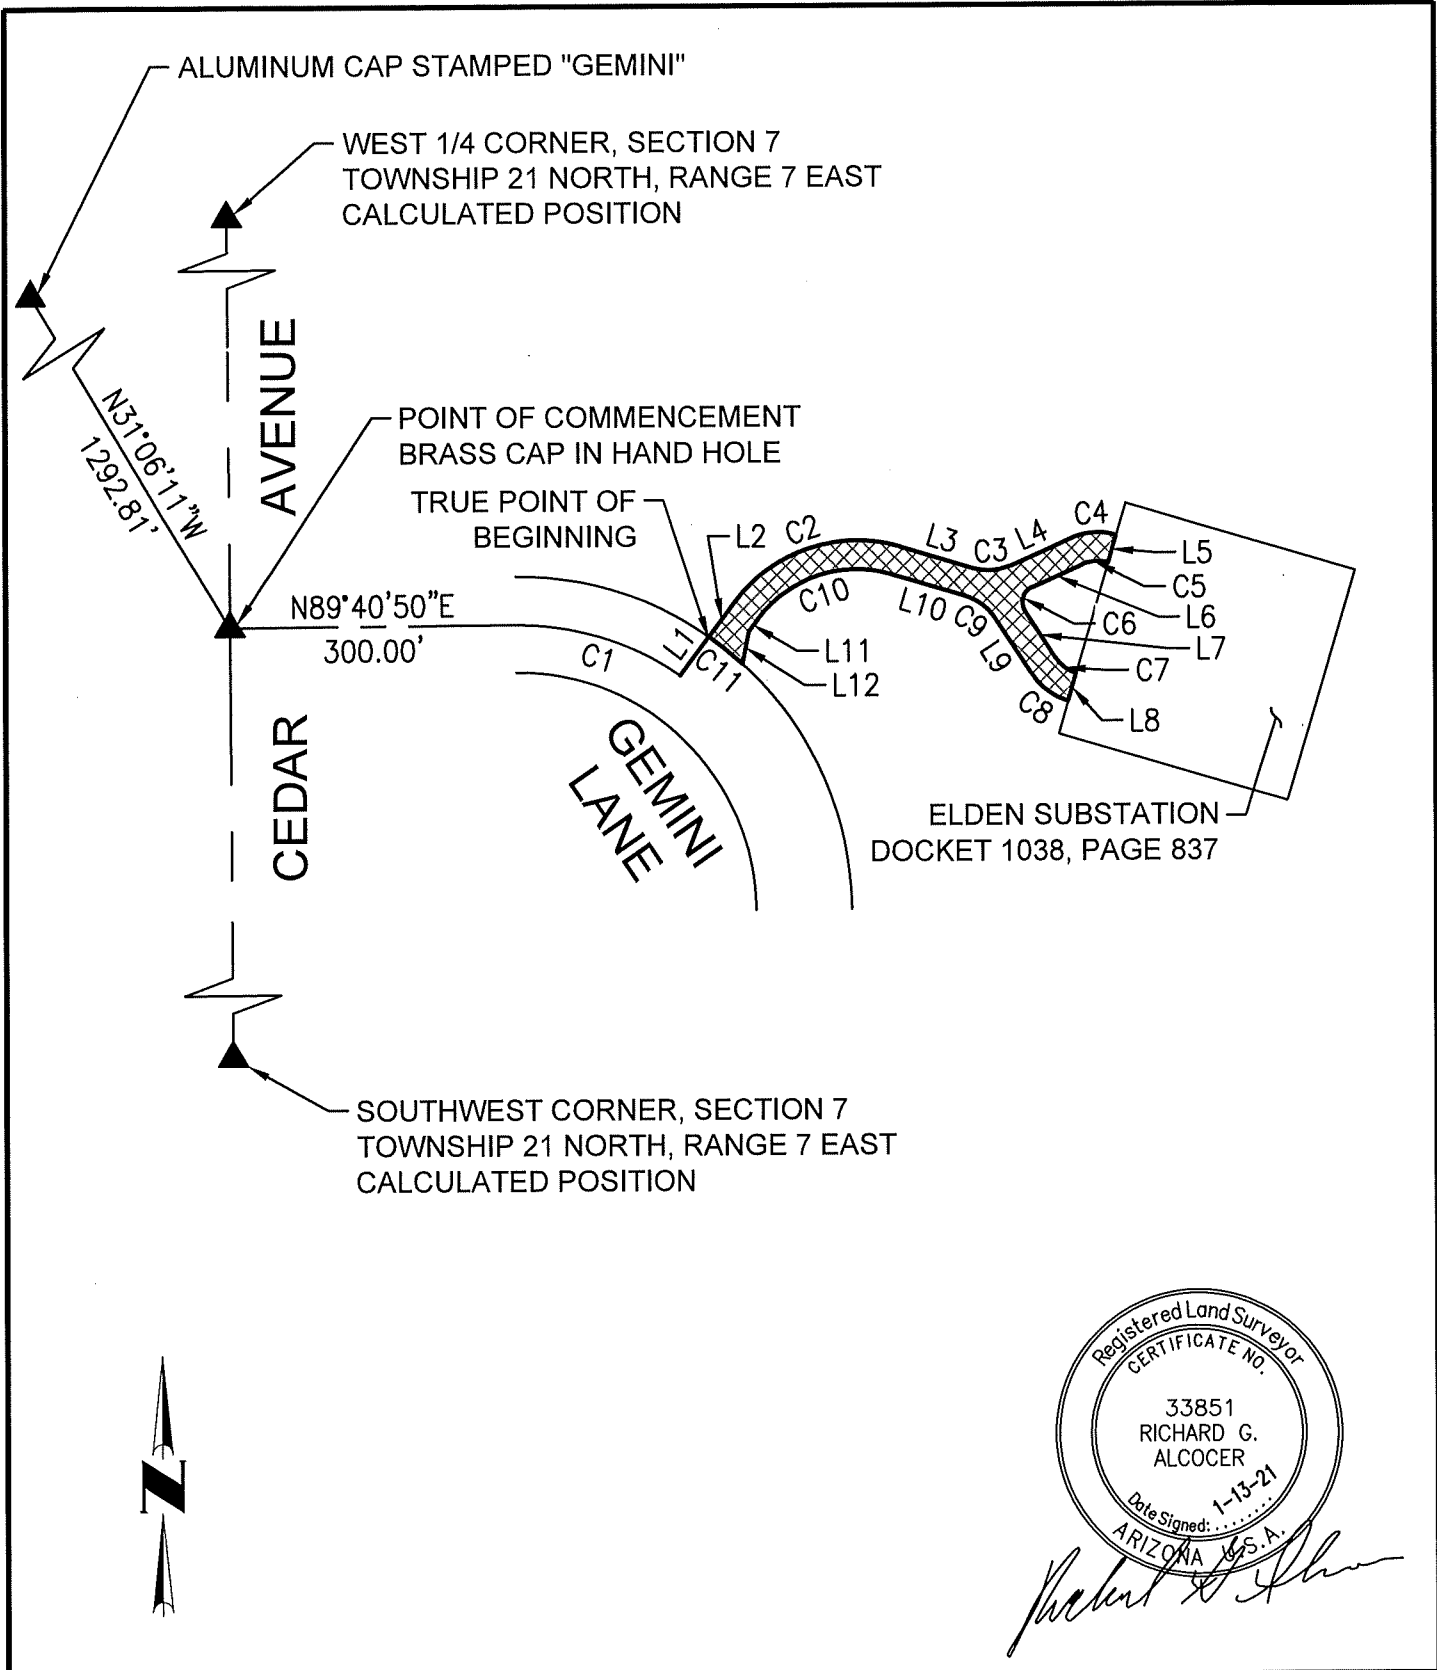 ALUMINUM CAP STAMPED "GEMINI"
WEST 1/4 CORNER, SECTION 7
TOWNSHIP 21 NORTH, RANGE 7 EAST
CALCULATED POSITION
N31°06'11"W
1292.81'
AVENUE
POINT OF COMMENCEMENT
BRASS CAP IN HAND HOLE
TRUE POINT OF
BEGINNING
N89°40'50"E
300.00'
C1
L1
C11
L2
C2
C10
L3
L10
C3
C9
L4
L9
C4
L5
C5
L6
C6
L7
C7
C8
L8
L11
L12
GEMINI
LANE
CEDAR
ELDEN SUBSTATION
DOCKET 1038, PAGE 837
SOUTHWEST CORNER, SECTION 7
TOWNSHIP 21 NORTH, RANGE 7 EAST
CALCULATED POSITION
N
Registered Land Surveyor
CERTIFICATE NO.
33851
RICHARD G.
ALCOCER
Date Signed: 1-13-21
ARIZONA U.S.A.